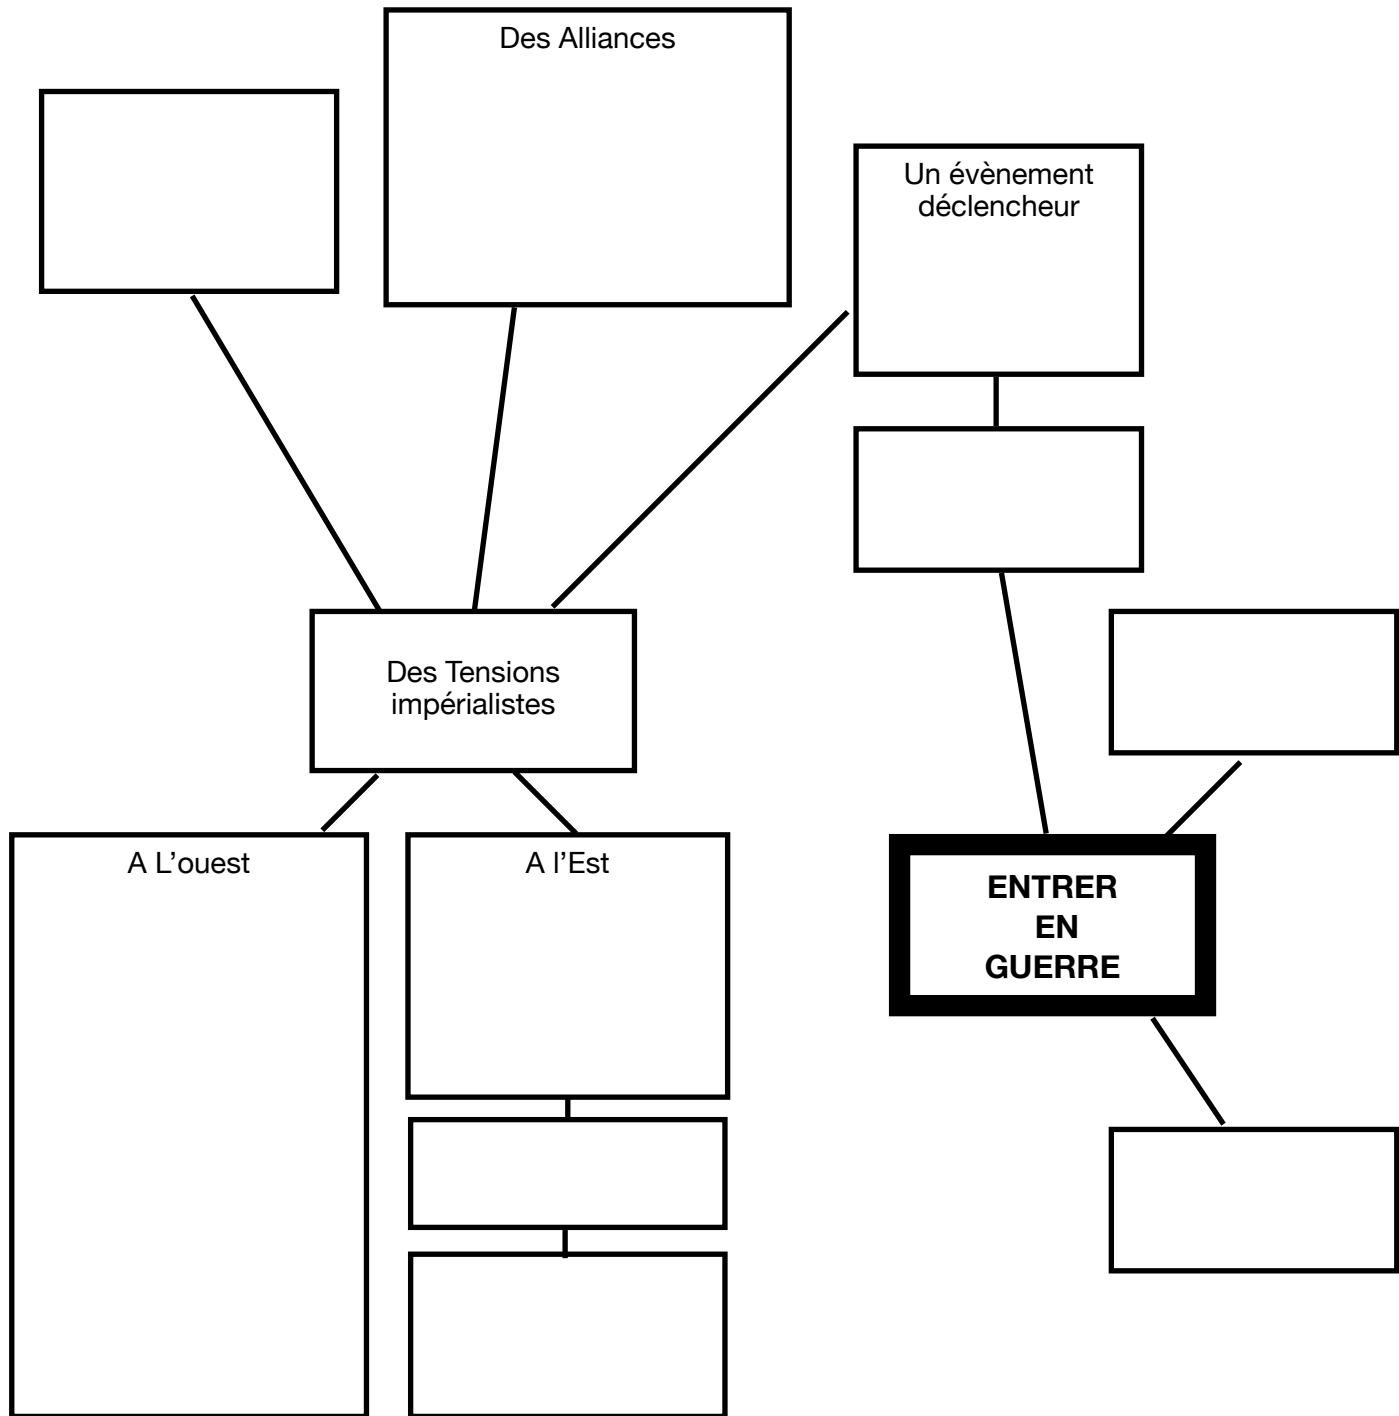 Des Alliances
Un évènement
déclencheur
Des Tensions
impérialistes
A L’ouest
A l’Est
ENTRER
EN
GUERRE